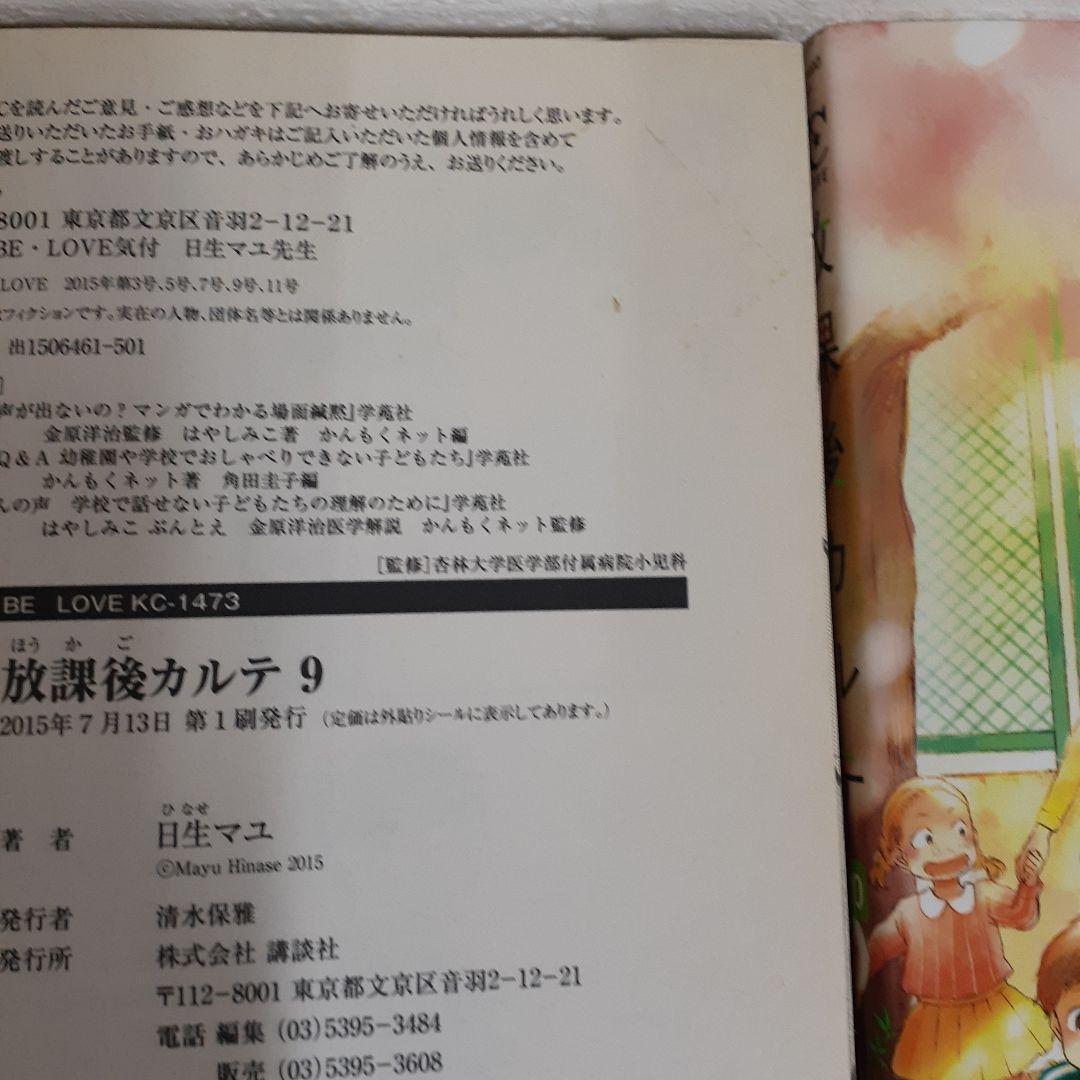 Cを読んだご意見・ご感想などを下記へお寄せいただければうれしく思います。
送りいただいたお手紙・おハガキはご記入いただいた個人情報を含めて
渡しすることがありますので、あらかじめご了解のうえ、お送りください。
8001 東京都文京区音羽2-12-21
BE・LOVE気付 日生マユ先生
LOVE 2015年第3号、5号、7号、9号、11号
フィクションです。実在の人物、団体名等とは関係ありません。
出1506461-501
声が出ないの？マンガでわかる場面緘黙』学苑社
金原洋治監修 はやしみこ著 かんもくネット編
Q＆A 幼稚園や学校でおしゃべりできない子どもたち』学苑社
かんもくネット著 角田圭子編
んの声 学校で話せない子どもたちの理解のために』学苑社
はやしみこ ぶんとえ 金原洋治医学解説 かんもくネット監修
[監修]杏林大学医学部付属病院小児科
BE LOVE KC-1473
ほう か ご
放課後カルテ 9
2015年7月13日 第1刷発行 (定価は外貼りシールに表示してあります。)
ひなせ
著 者 日生マユ
©Mayu Hinase 2015
発行者 清水保雅
発行所 株式会社 講談社
〒112-8001 東京都文京区音羽2-12-21
電話 編集 (03)5395-3484
販売 (03)5395-3608
放課後カルテ